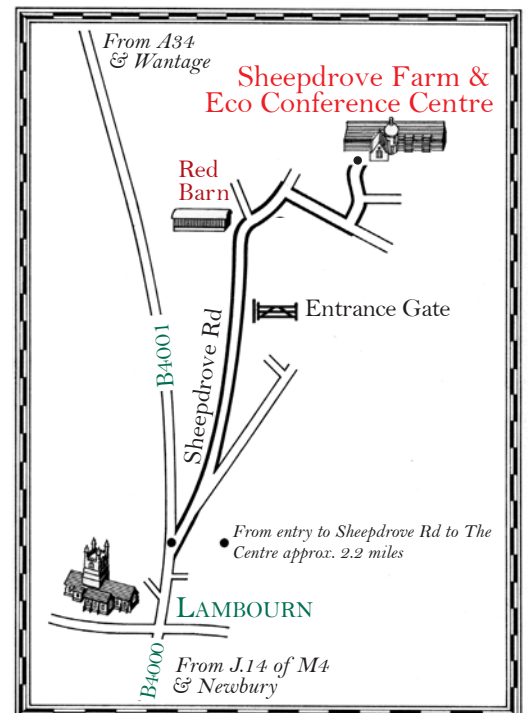 From A34
& Wantage
Sheepdrove Farm &
Eco Conference Centre
Red
Barn
Entrance Gate
Sheepdrove Rd
B4001
From entry to Sheepdrove Rd to The
Centre approx. 2.2 miles
LAMBOURN
B4000
From J.14 of M4
& Newbury